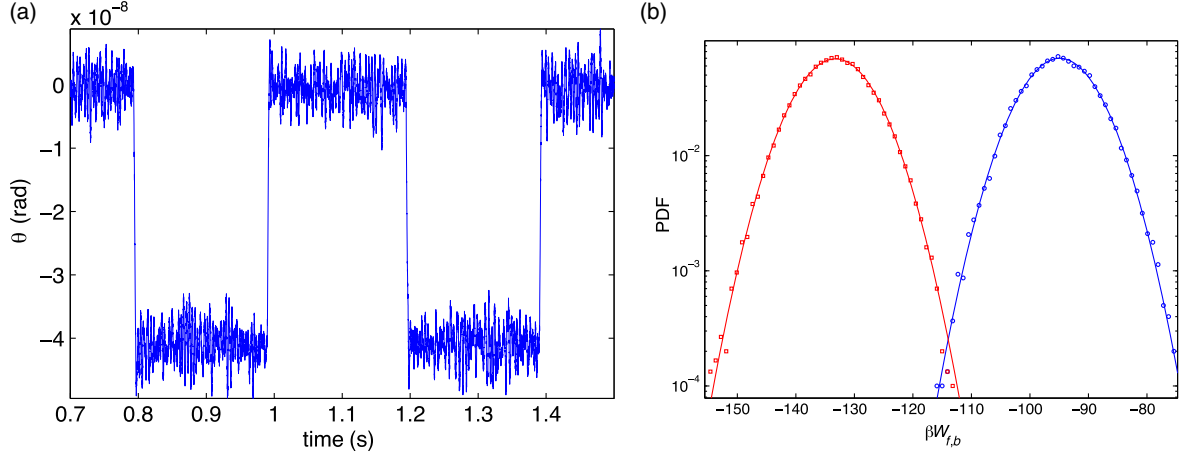 (a)
x 10⁻⁸
0
−1
−2
−3
−4
θ (rad)
0.7 0.8 0.9 1 1.1 1.2 1.3 1.4
time (s)
(b)
10⁻²
10⁻³
10⁻⁴
PDF
−150 −140 −130 −120 −110 −100 −90 −80
βW_{f,b}